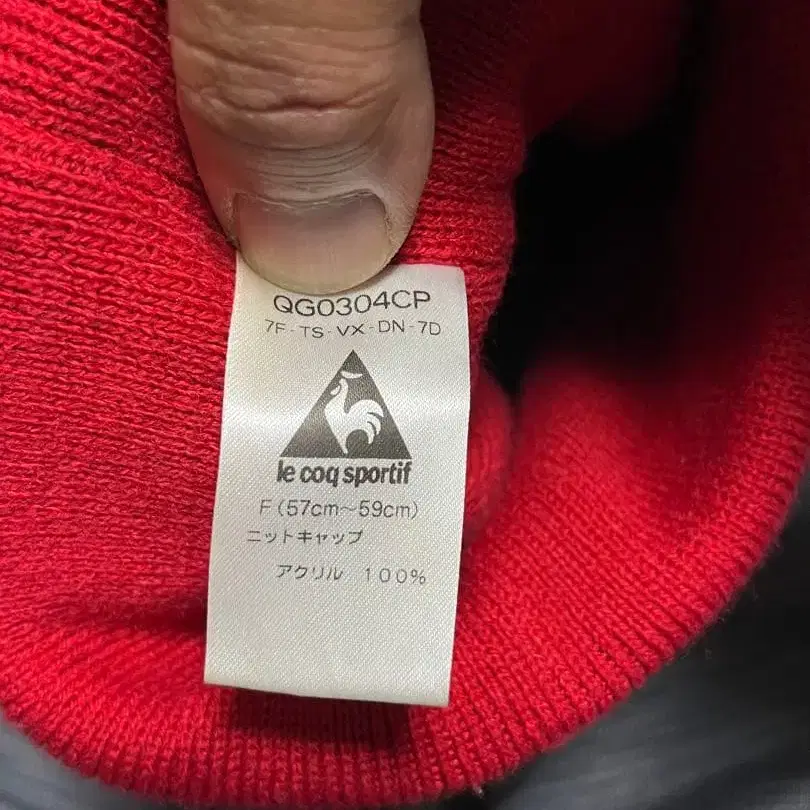 QG0304CP
7F-TS-VX-DN-7D
le coq sportif
F(57cm～59cm)
ニットキャップ
アクリル 100%